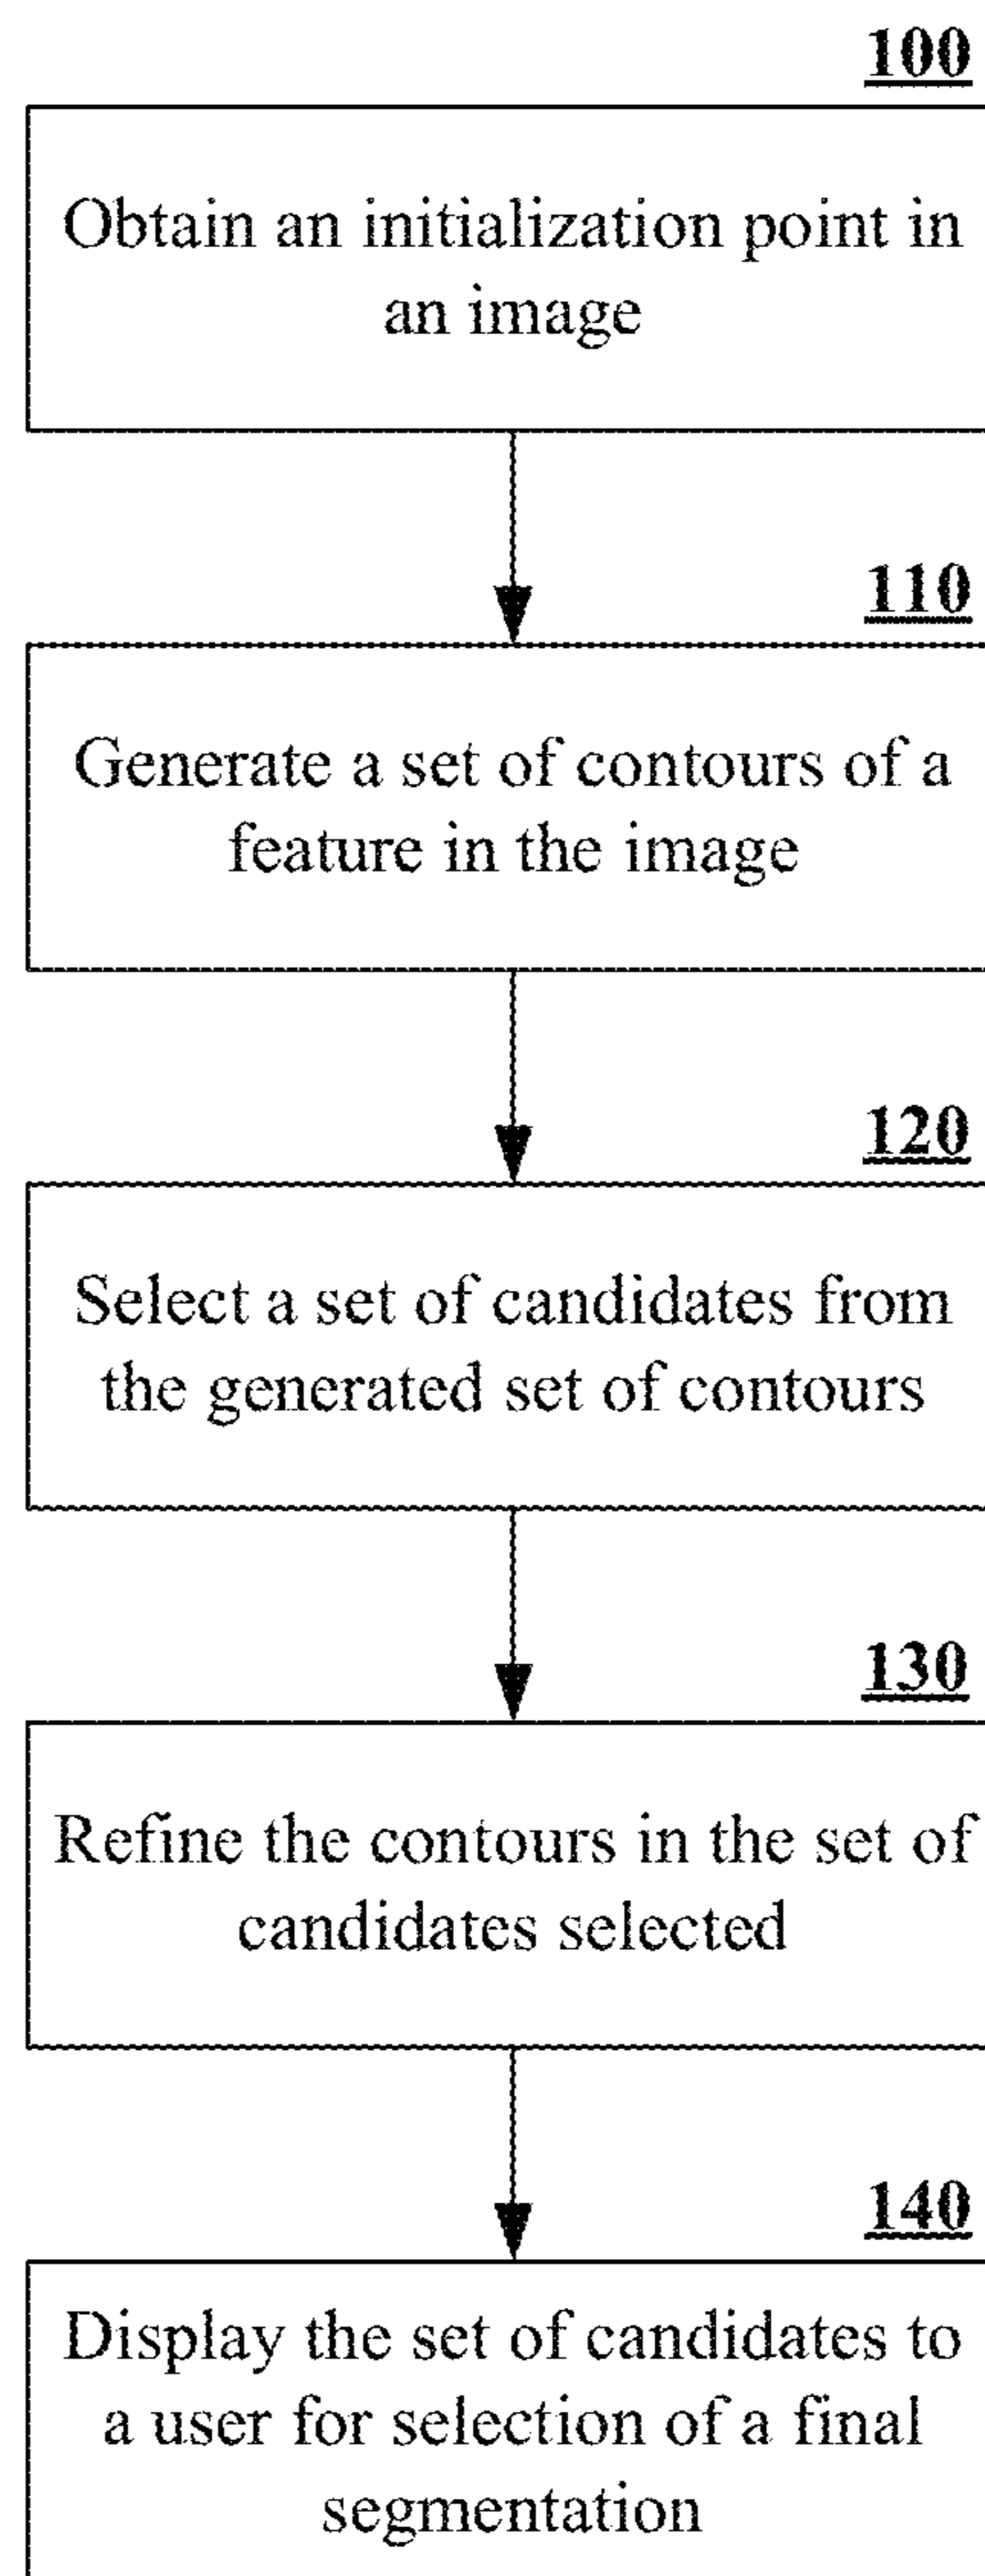 100
Obtain an initialization point in
an image
110
Generate a set of contours of a
feature in the image
120
Select a set of candidates from
the generated set of contours
130
Refine the contours in the set of
candidates selected
140
Display the set of candidates to
a user for selection of a final
segmentation